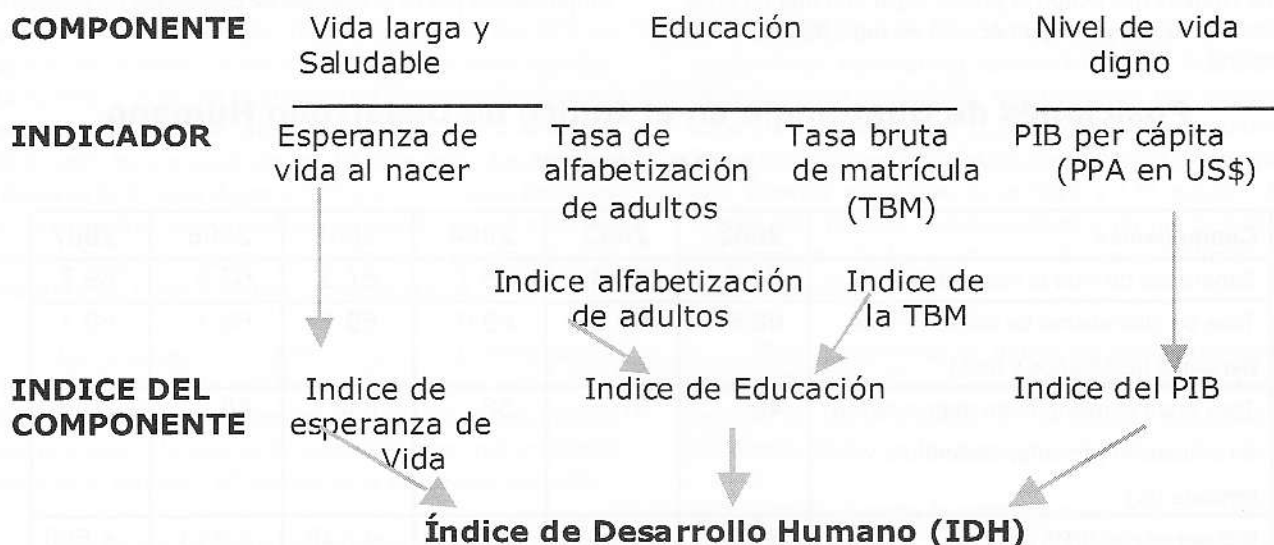 COMPONENTE Vida larga y Educación Nivel de vida
Saludable digno
INDICADOR Esperanza de Tasa de Tasa bruta PIB per cápita
vida al nacer alfabetización de matrícula (PPA en US$)
de adultos (TBM)
Indice alfabetización Indice de
de adultos la TBM
INDICE DEL Indice de Indice de Educación Indice del PIB
COMPONENTE esperanza de
Vida
Índice de Desarrollo Humano (IDH)